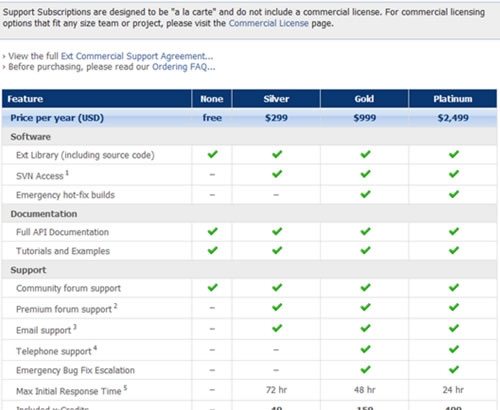 Support Subscriptions are designed to be "a la carte" and do not include a commercial license. For commercial licensing
options that fit any size team or project, please visit the Commercial License page.
› View the full Ext Commercial Support Agreement...
› Before purchasing, please read our Ordering FAQ...
Feature None Silver Gold Platinum
Price per year (USD) free $299 $999 $2,499
Software
Ext Library (including source code) ✔ ✔ ✔ ✔
SVN Access 1 – ✔ ✔ ✔
Emergency hot-fix builds – – ✔ ✔
Documentation
Full API Documentation ✔ ✔ ✔ ✔
Tutorials and Examples ✔ ✔ ✔ ✔
Support
Community forum support ✔ ✔ ✔ ✔
Premium forum support 2 – ✔ ✔ ✔
Email support 3 – ✔ ✔ ✔
Telephone support 4 – – ✔ ✔
Emergency Bug Fix Escalation – – ✔ ✔
Max Initial Response Time 5 – 72 hr 48 hr 24 hr